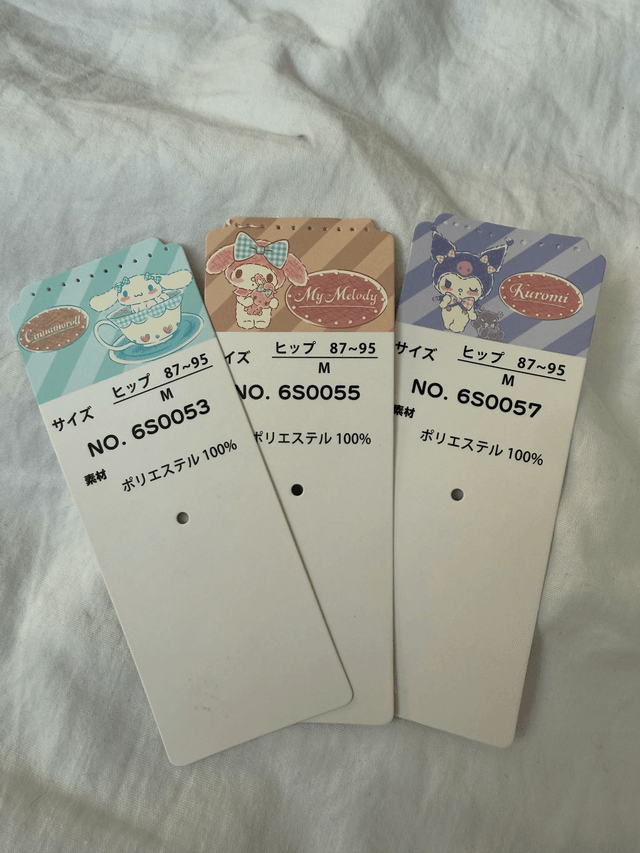 Cinnamoroll
サイズ
ヒップ 87~95
M
NO. 6S0053
素材
ポリエステル 100%
My Melody
イズ
ヒップ 87~95
M
NO. 6S0055
ポリエステル 100%
Kuromi
サイズ
ヒップ 87~95
M
NO. 6S0057
素材
ポリエステル 100%